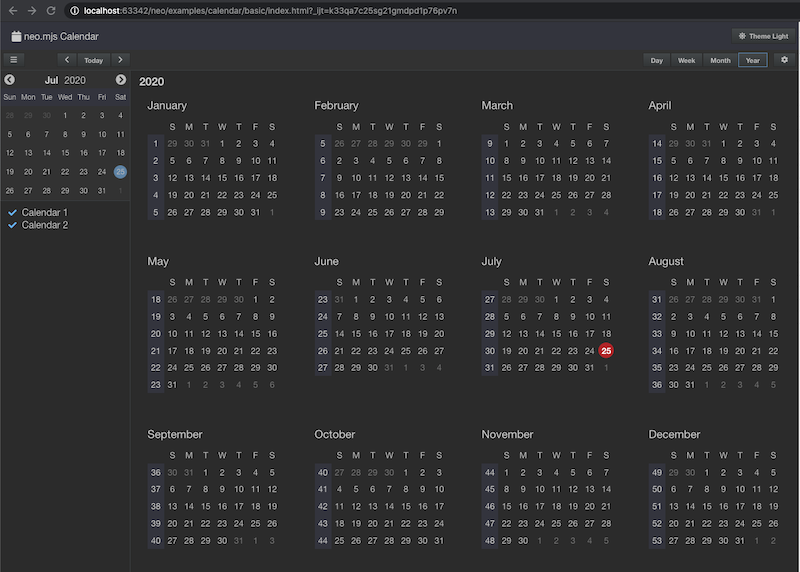 localhost:63342/neo/examples/calendar/basic/index.html?_ijt=k33qa7c25sg21gmdpd1p76pv7n
neo.mjs Calendar
Theme Light
Today
Day Week Month Year
Jul 2020
Sun Mon Tue Wed Thu Fri Sat
28 29 30 1 2 3 4
5 6 7 8 9 10 11
12 13 14 15 16 17 18
19 20 21 22 23 24 25
26 27 28 29 30 31 1
Calendar 1
Calendar 2
2020
January
S M T W T F S
1 29 30 31 1 2 3 4
2 5 6 7 8 9 10 11
3 12 13 14 15 16 17 18
4 19 20 21 22 23 24 25
5 26 27 28 29 30 31 1
February
S M T W T F S
5 26 27 28 29 30 31 1
6 2 3 4 5 6 7 8
7 9 10 11 12 13 14 15
8 16 17 18 19 20 21 22
9 23 24 25 26 27 28 29
March
S M T W T F S
9 1 2 3 4 5 6 7
10 8 9 10 11 12 13 14
11 15 16 17 18 19 20 21
12 22 23 24 25 26 27 28
13 29 30 31 1 2 3 4
April
S M T W T F S
14 29 30 31 1 2 3 4
15 5 6 7 8 9 10 11
16 12 13 14 15 16 17 18
17 19 20 21 22 23 24 25
18 26 27 28 29 30 31 1
May
S M T W T F S
18 26 27 28 29 30 1 2
19 3 4 5 6 7 8 9
20 10 11 12 13 14 15 16
21 17 18 19 20 21 22 23
22 24 25 26 27 28 29 30
23 31 1 2 3 4 5 6
June
S M T W T F S
23 31 1 2 3 4 5 6
24 7 8 9 10 11 12 13
25 14 15 16 17 18 19 20
26 21 22 23 24 25 26 27
27 28 29 30 31 1 3 4
July
S M T W T F S
27 28 29 30 1 2 3 4
28 5 6 7 8 9 10 11
29 12 13 14 15 16 17 18
30 19 20 21 22 23 24 25
31 26 27 28 29 30 31 1
August
S M T W T F S
31 26 27 28 29 30 31 1
32 2 3 4 5 6 7 8
33 9 10 11 12 13 14 15
34 16 17 18 19 20 21 22
35 23 24 25 26 27 28 29
36 30 31 1 2 3 4 5
September
S M T W T F S
36 30 31 1 2 3 4 5
37 6 7 8 9 10 11 12
38 13 14 15 16 17 18 19
39 20 21 22 23 24 25 26
40 27 28 29 30 31 1 3
October
S M T W T F S
40 27 28 29 30 1 2 3
41 4 5 6 7 8 9 10
42 11 12 13 14 15 16 17
43 18 19 20 21 22 23 24
44 25 26 27 28 29 30 31
November
S M T W T F S
44 1 2 3 4 5 6 7
45 8 9 10 11 12 13 14
46 15 16 17 18 19 20 21
47 22 23 24 25 26 27 28
48 29 30 1 2 3 4 5
December
S M T W T F S
49 29 30 1 2 3 4 5
50 6 7 8 9 10 11 12
51 13 14 15 16 17 18 19
52 20 21 22 23 24 25 26
53 27 28 29 30 31 1 2